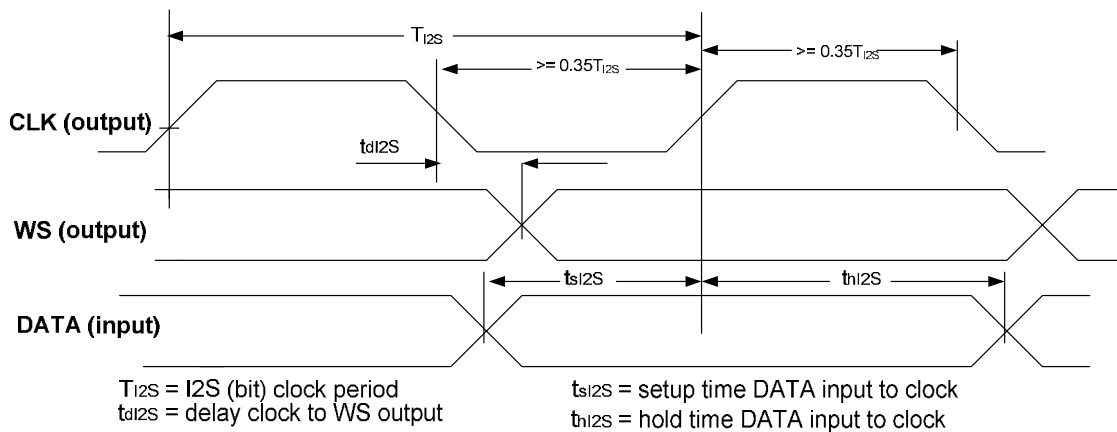 TI2S
>= 0.35TI2S
>= 0.35TI2S
CLK (output)
tdI2S
WS (output)
tsI2S
thI2S
DATA (input)
TI2S = I2S (bit) clock period
tdI2S = delay clock to WS output
tsI2S = setup time DATA input to clock
thI2S = hold time DATA input to clock